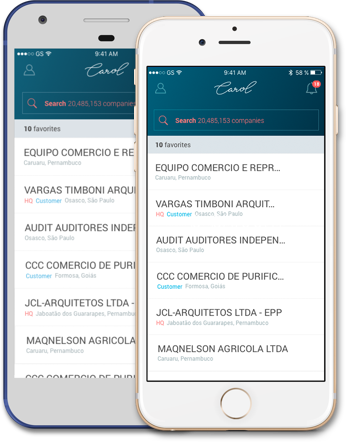 GS 9:41 AM
Carol
Search 20,485,153 companies
10 favorites
EQUIPO COMERCIO E RE
Caruaru, Pernambuco
VARGAS TIMBONI ARQUI
HQ Customer Osasco, São Paulo
AUDIT AUDITORES INDEP
Osasco, São Paulo
CCC COMERCIO DE PURI
Customer Formosa, Goiás
JCL-ARQUITETOS LTDA -
HQ Jaboatão dos Guararapes, Pernambu
MAQNELSON AGRICOLA
Caruaru, Pernambuco
CCC COMERCIO DE PURI
GS 9:41 AM 58 %
Carol
18
Search 20,485,153 companies
10 favorites
EQUIPO COMERCIO E REPR...
Caruaru, Pernambuco
VARGAS TIMBONI ARQUIT...
HQ Customer Osasco São Paulo
AUDIT AUDITORES INDEPEN...
Osasco, São Paulo
CCC COMERCIO DE PURIFIC...
Customer Formosa, Goiás
JCL-ARQUITETOS LTDA - EPP
HQ Jaboatão dos Guararapes, Pernambuco
MAQNELSON AGRICOLA LTDA
Caruaru, Pernambuco